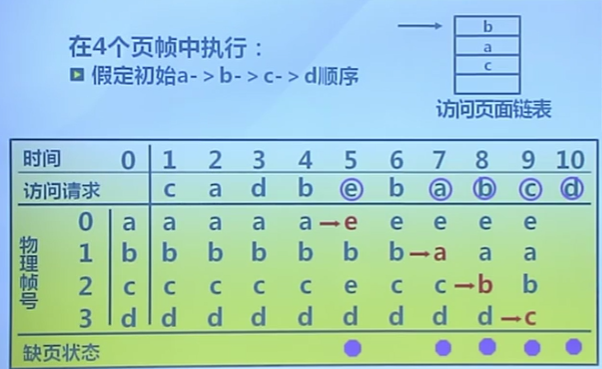 在4个页帧中执行：
假定初始a->b->c->d顺序
b
a
c
访问页面链表
时间 0 1 2 3 4 5 6 7 8 9 10
访问请求 c a d b e b a b c d
物理帧号
0 a a a a a →e e e e e
1 b b b b b b b →a a a
2 c c c c c e c c →b b
3 d d d d d d d d d →c
缺页状态